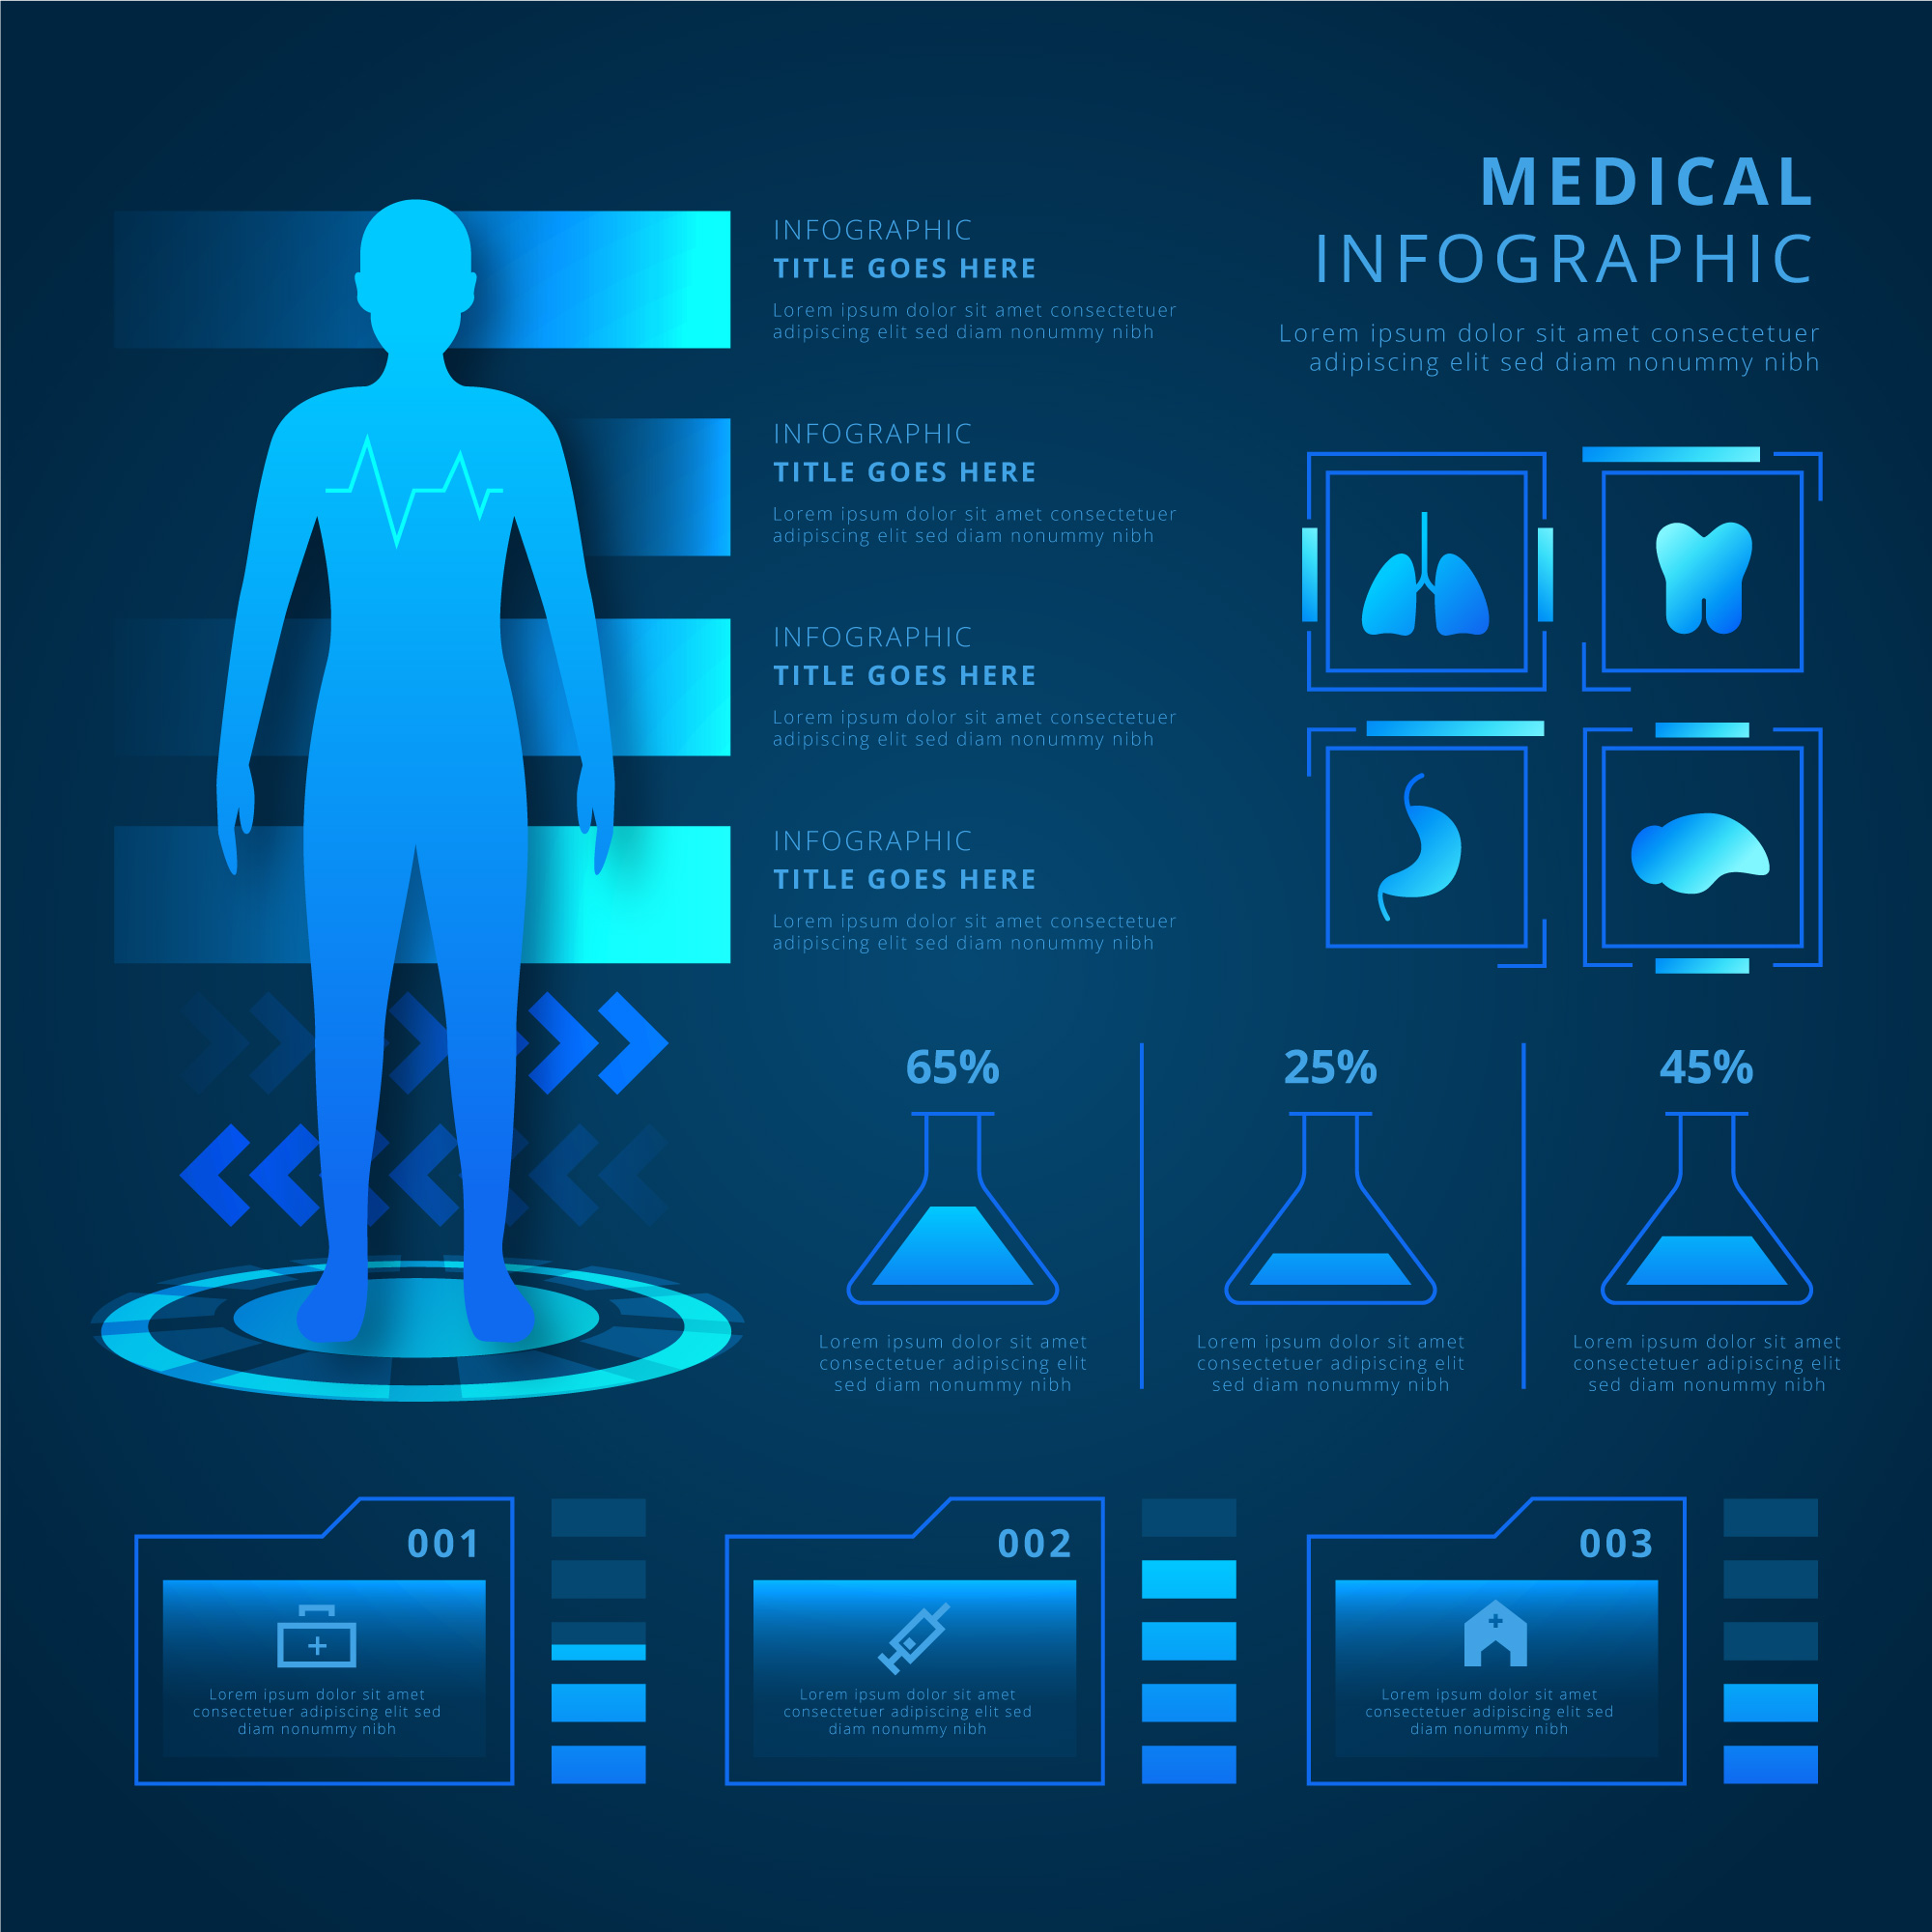 MEDICAL
INFOGRAPHIC
Lorem ipsum dolor sit amet consectetuer
adipiscing elit sed diam nonummy nibh
INFOGRAPHIC
TITLE GOES HERE
Lorem ipsum dolor sit amet consectetuer
adipiscing elit sed diam nonummy nibh
INFOGRAPHIC
TITLE GOES HERE
Lorem ipsum dolor sit amet consectetuer
adipiscing elit sed diam nonummy nibh
INFOGRAPHIC
TITLE GOES HERE
Lorem ipsum dolor sit amet consectetuer
adipiscing elit sed diam nonummy nibh
INFOGRAPHIC
TITLE GOES HERE
Lorem ipsum dolor sit amet consectetuer
adipiscing elit sed diam nonummy nibh
65%
Lorem ipsum dolor sit amet
consectetuer adipiscing elit
sed diam nonummy nibh
25%
Lorem ipsum dolor sit amet
consectetuer adipiscing elit
sed diam nonummy nibh
45%
Lorem ipsum dolor sit amet
consectetuer adipiscing elit
sed diam nonummy nibh
001
Lorem ipsum dolor sit amet
consectetuer adipiscing elit sed
diam nonummy nibh
002
Lorem ipsum dolor sit amet
consectetuer adipiscing elit sed
diam nonummy nibh
003
Lorem ipsum dolor sit amet
consectetuer adipiscing elit sed
diam nonummy nibh